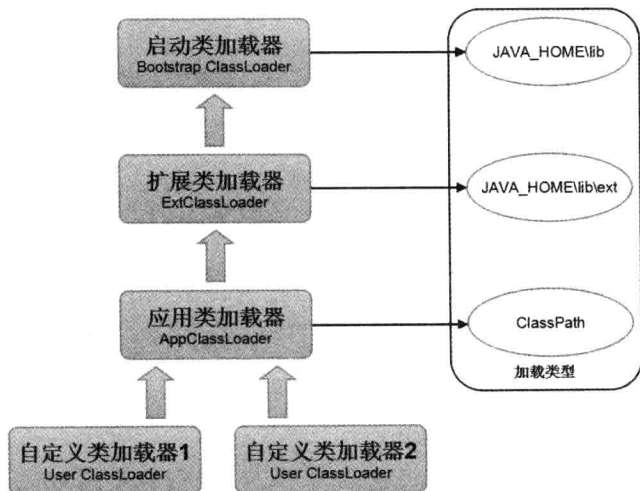 启动类加载器
Bootstrap ClassLoader
JAVA_HOME\lib
扩展类加载器
ExtClassLoader
JAVA_HOME\lib\ext
应用类加载器
AppClassLoader
ClassPath
加载类型
自定义类加载器1
User ClassLoader
自定义类加载器2
User ClassLoader